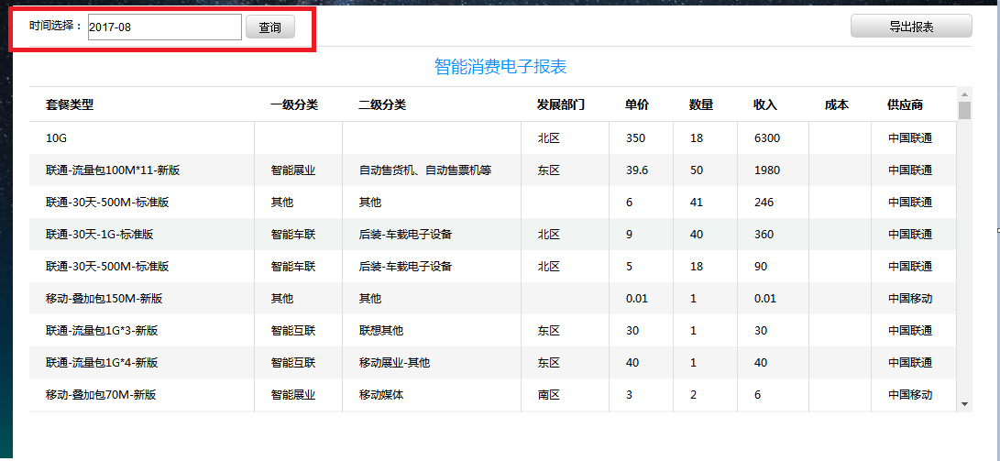 时间选择： 2017-08 查询 导出报表
智能消费电子报表
套餐类型 一级分类 二级分类 发展部门 单价 数量 收入 成本 供应商
10G 北区 350 18 6300 中国联通
联通-流量包100M*11-新版 智能展业 自动售货机、自动售票机等 东区 39.6 50 1980 中国联通
联通-30天-500M-标准版 其他 其他 6 41 246 中国联通
联通-30天-1G-标准版 智能车联 后装-车载电子设备 北区 9 40 360 中国联通
联通-30天-500M-标准版 智能车联 后装-车载电子设备 北区 5 18 90 中国联通
移动-叠加包150M-新版 其他 其他 0.01 1 0.01 中国移动
联通-流量包1G*3-新版 智能互联 联想其他 东区 30 1 30 中国联通
联通-流量包1G*4-新版 智能互联 移动展业-其他 东区 40 1 40 中国联通
移动-叠加包70M-新版 智能展业 移动媒体 南区 3 2 6 中国移动